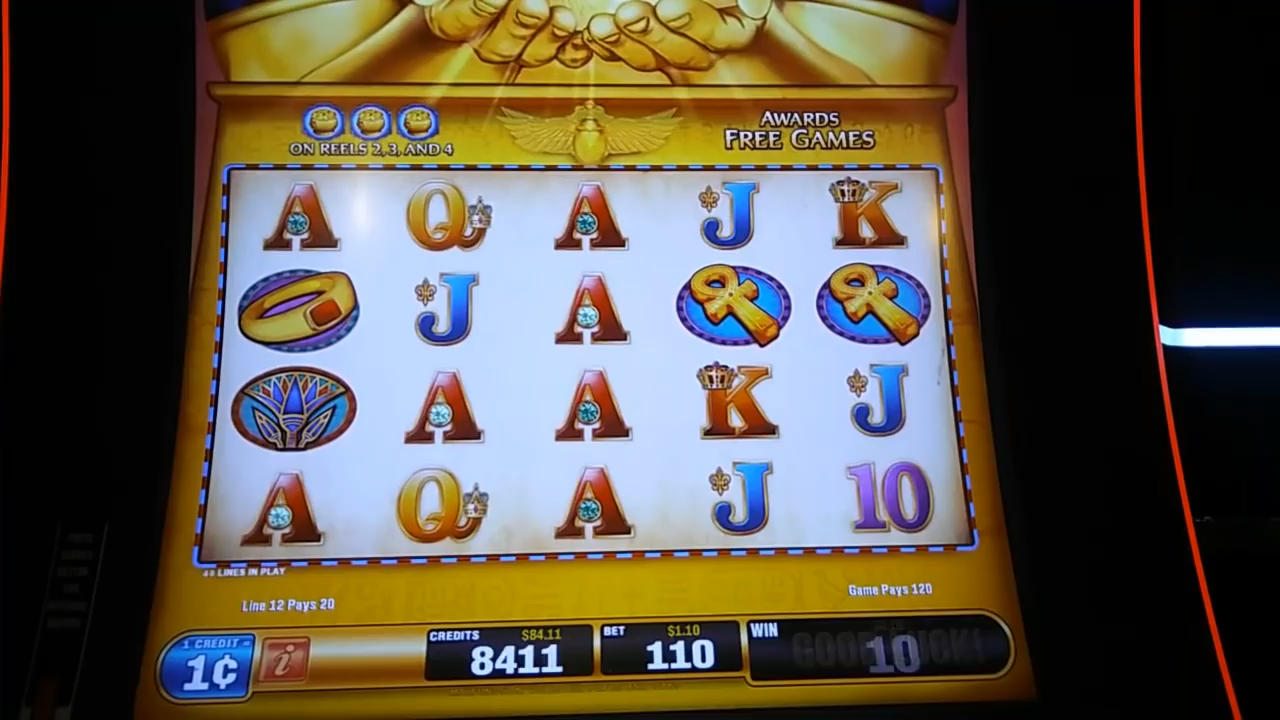 AWARDS
ON REELS 2, 3, AND 4
FREE GAMES
A Q A J K
J A
A A K J
A Q A J 10
LINES IN PLAY
Line 12 Pays 20
Game Pays 120
1 CREDIT =
1¢
i
CREDITS $84.11
8411
BET $1.10
110
WIN
10